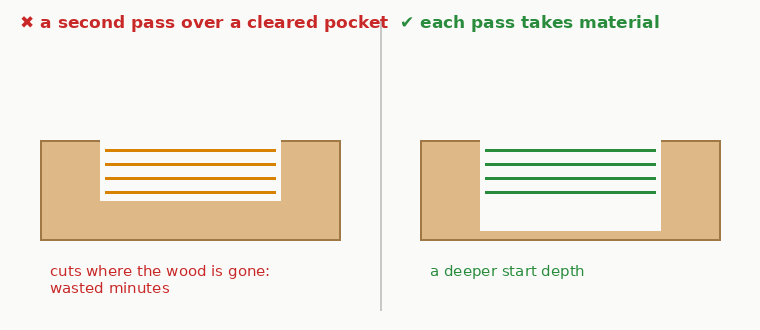 ✖ a second pass over a cleared pocket
✔ each pass takes material
cuts where the wood is gone:
wasted minutes
a deeper start depth